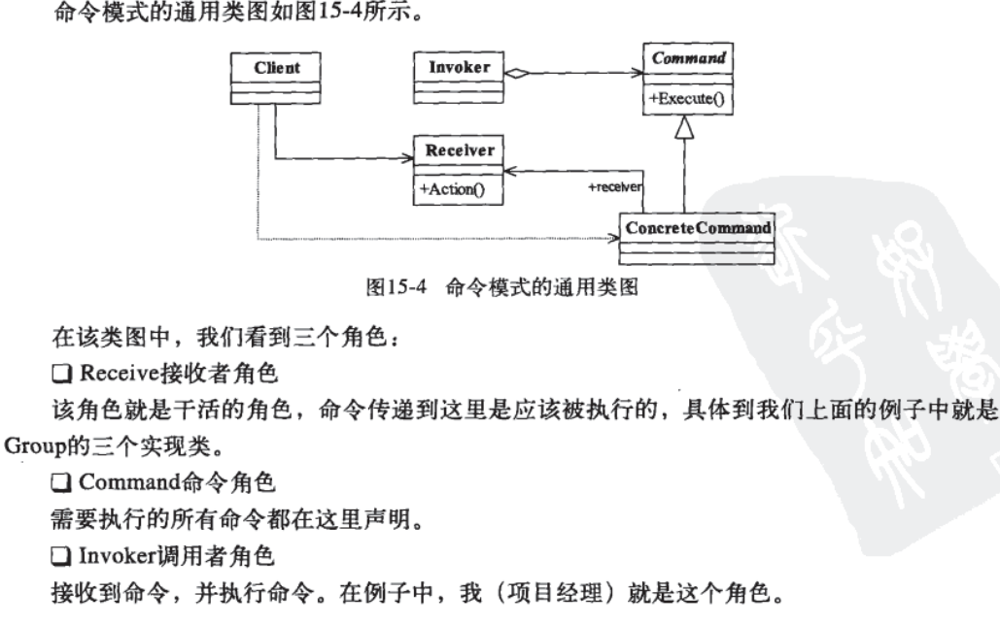 命令模式的通用类图如图15-4所示。
Client
Invoker
Command
+Execute()
Receiver
+Action()
+receiver
ConcreteCommand
图15-4 命令模式的通用类图
在该类图中，我们看到三个角色：
❑ Receive接收者角色
该角色就是干活的角色，命令传递到这里是应该被执行的，具体到我们上面的例子中就是
Group的三个实现类。
❑ Command命令角色
需要执行的所有命令都在这里声明。
❑ Invoker调用者角色
接收到命令，并执行命令。在例子中，我（项目经理）就是这个角色。